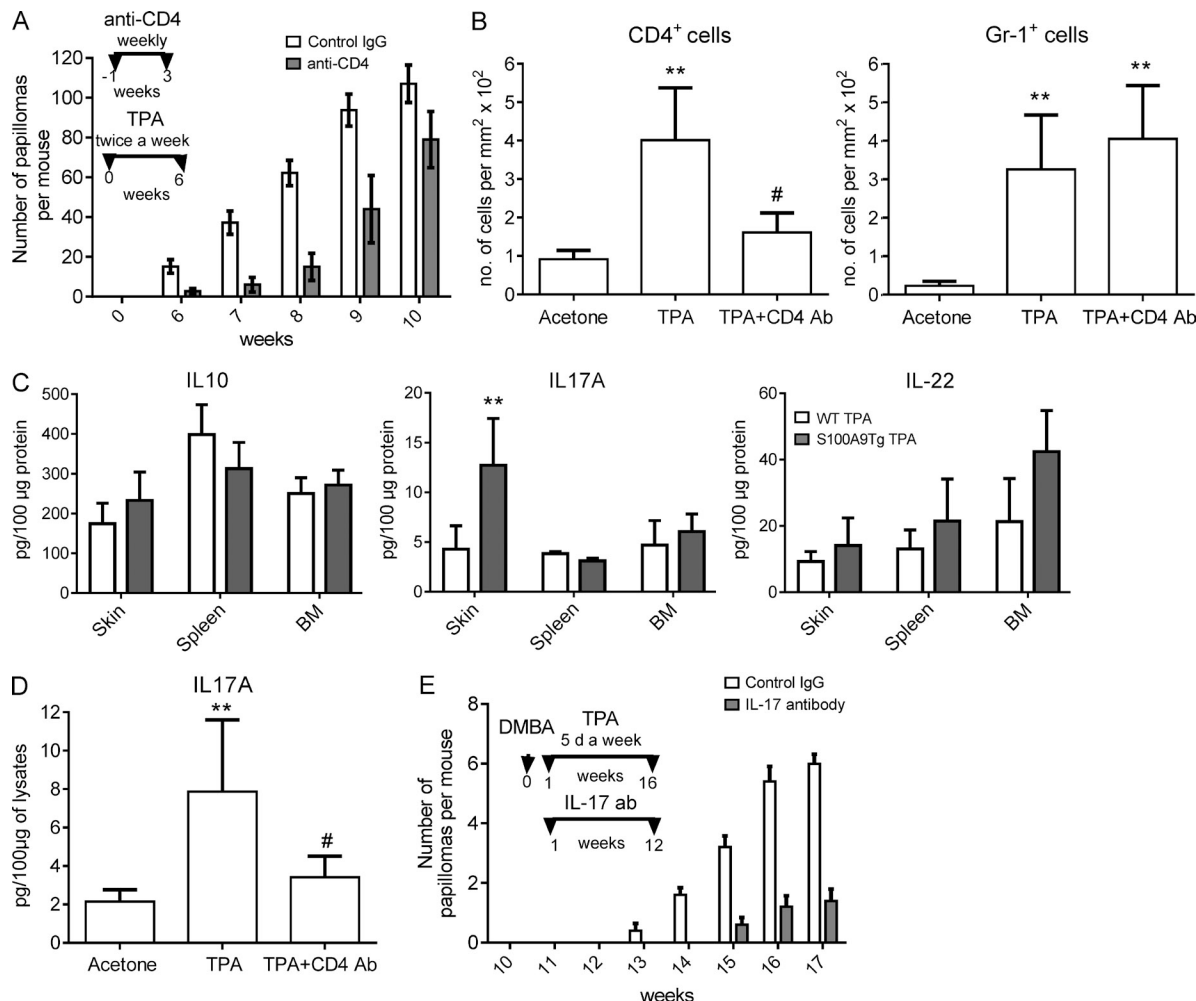 A
anti-CD4
weekly
-1 3
weeks
TPA
twice a week
0 6
weeks
Control IgG
anti-CD4
Number of papillomas
per mouse
120
100
80
60
40
20
0
0 6 7 8 9 10
weeks
B
CD4+ cells
no. of cells per mm² x 10²
6
5
4
3
2
1
0
**
#
Acetone TPA TPA+CD4 Ab
Gr-1+ cells
no. of cells per mm² x 10²
6
5
4
3
2
1
0
**
**
Acetone TPA TPA+CD4 Ab
C
IL10
pg/100 µg protein
500
400
300
200
100
0
Skin Spleen BM
IL17A
pg/100 µg protein
20
15
10
5
0
**
Skin Spleen BM
IL-22
pg/100 µg protein
60
40
20
0
WT TPA
S100A9Tg TPA
Skin Spleen BM
D
IL17A
pg/100µg of lysates
12
10
8
6
4
2
0
**
#
Acetone TPA TPA+CD4 Ab
E
Control IgG
IL-17 antibody
Number of
papillomas per mouse
8
6
4
2
0
DMBA TPA
5 d a week
0 1 weeks 16
IL-17 ab
1 weeks 12
10 11 12 13 14 15 16 17
weeks